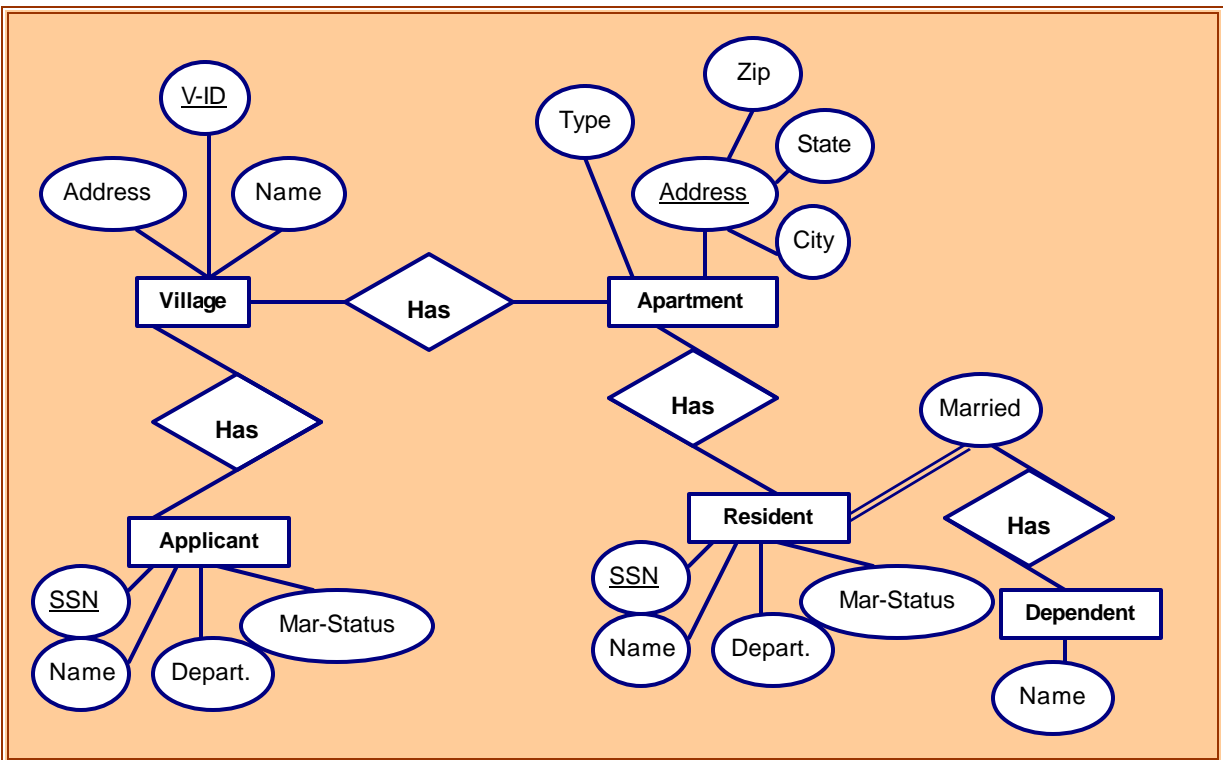 Zip
V-ID
Type
State
Address
Name
Address
City
Village
Has
Apartment
Has
Married
Has
Resident
Has
Applicant
SSN
Mar-Status
Name
Depart.
SSN
Mar-Status
Name
Depart.
Dependent
Name